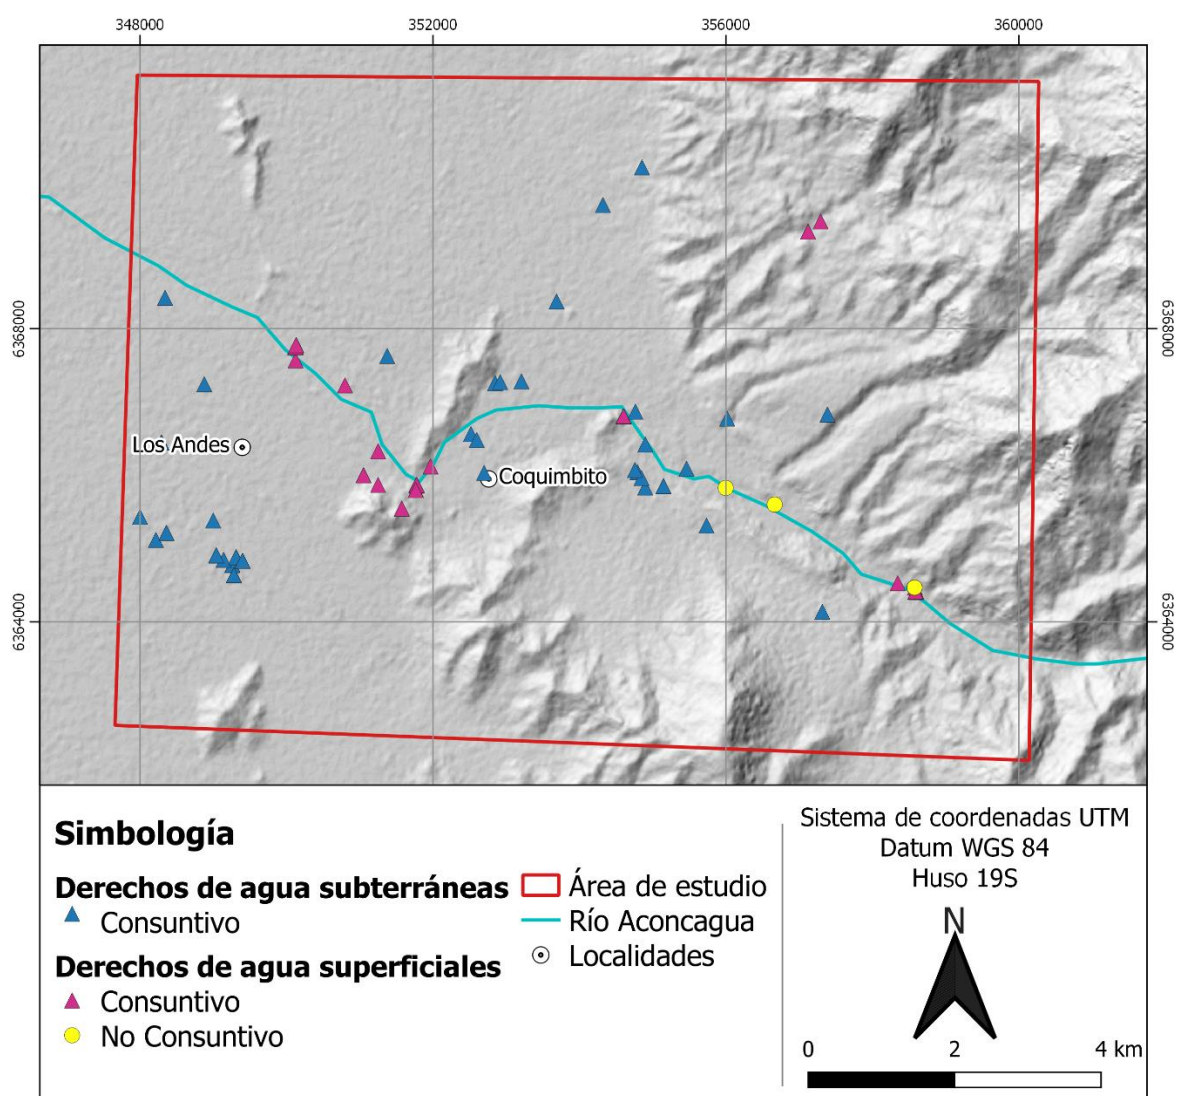 348000
352000
356000
360000
6368000
6368000
Los Andes
Coquimbito
6364000
6364000
Simbología
Derechos de agua subterráneas
Consuntivo
Derechos de agua superficiales
Consuntivo
No Consuntivo
Área de estudio
Río Aconcagua
Localidades
Sistema de coordenadas UTM
Datum WGS 84
Huso 19S
N
0 2 4 km